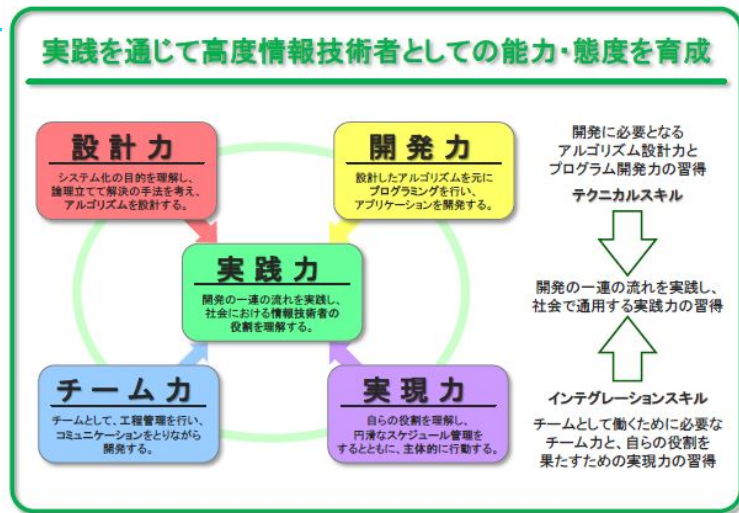 実践を通じて高度情報技術者としての能力・態度を育成
設計力
システム化の目的を理解し、
論理立てて解決の手法を考え、
アルゴリズムを設計する。
開発力
設計したアルゴリズムを元に
プログラミングを行い、
アプリケーションを開発する。
実践力
開発の一連の流れを実践し、
社会における情報技術者の
役割を理解する。
チーム力
チームとして、工程管理を行い、
コミュニケーションをとりながら
開発する。
実現力
自らの役割を理解し、
円滑なスケジュール管理を
するとともに、主体的に行動する。
開発に必要となる
アルゴリズム設計力と
プログラム開発力の習得
テクニカルスキル
開発の一連の流れを実践し、
社会で通用する実践力の習得
インテグレーションスキル
チームとして働くために必要な
チーム力と、自らの役割を
果たすための実現力の習得